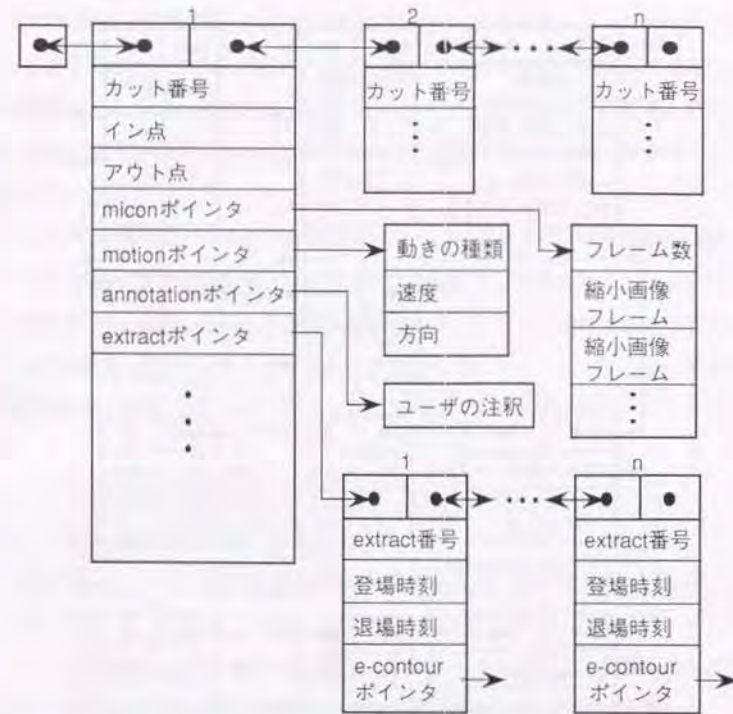 1
2
n
カット番号
カット番号
カット番号
イン点
アウト点
miconポインタ
motionポインタ
annotationポインタ
extractポインタ
動きの種類
速度
方向
フレーム数
縮小画像
フレーム
縮小画像
フレーム
ユーザの注釈
1
n
extract番号
登場時刻
退場時刻
e-contour
ポインタ
extract番号
登場時刻
退場時刻
e-contour
ポインタ